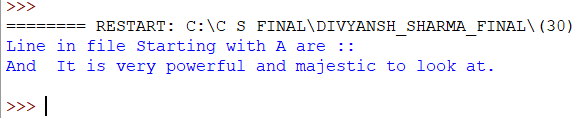 >>>
======== RESTART: C:\C S FINAL\DIVYANSH_SHARMA_FINAL\(30)
Line in file Starting with A are ::
And  It is very powerful and majestic to look at.
>>>